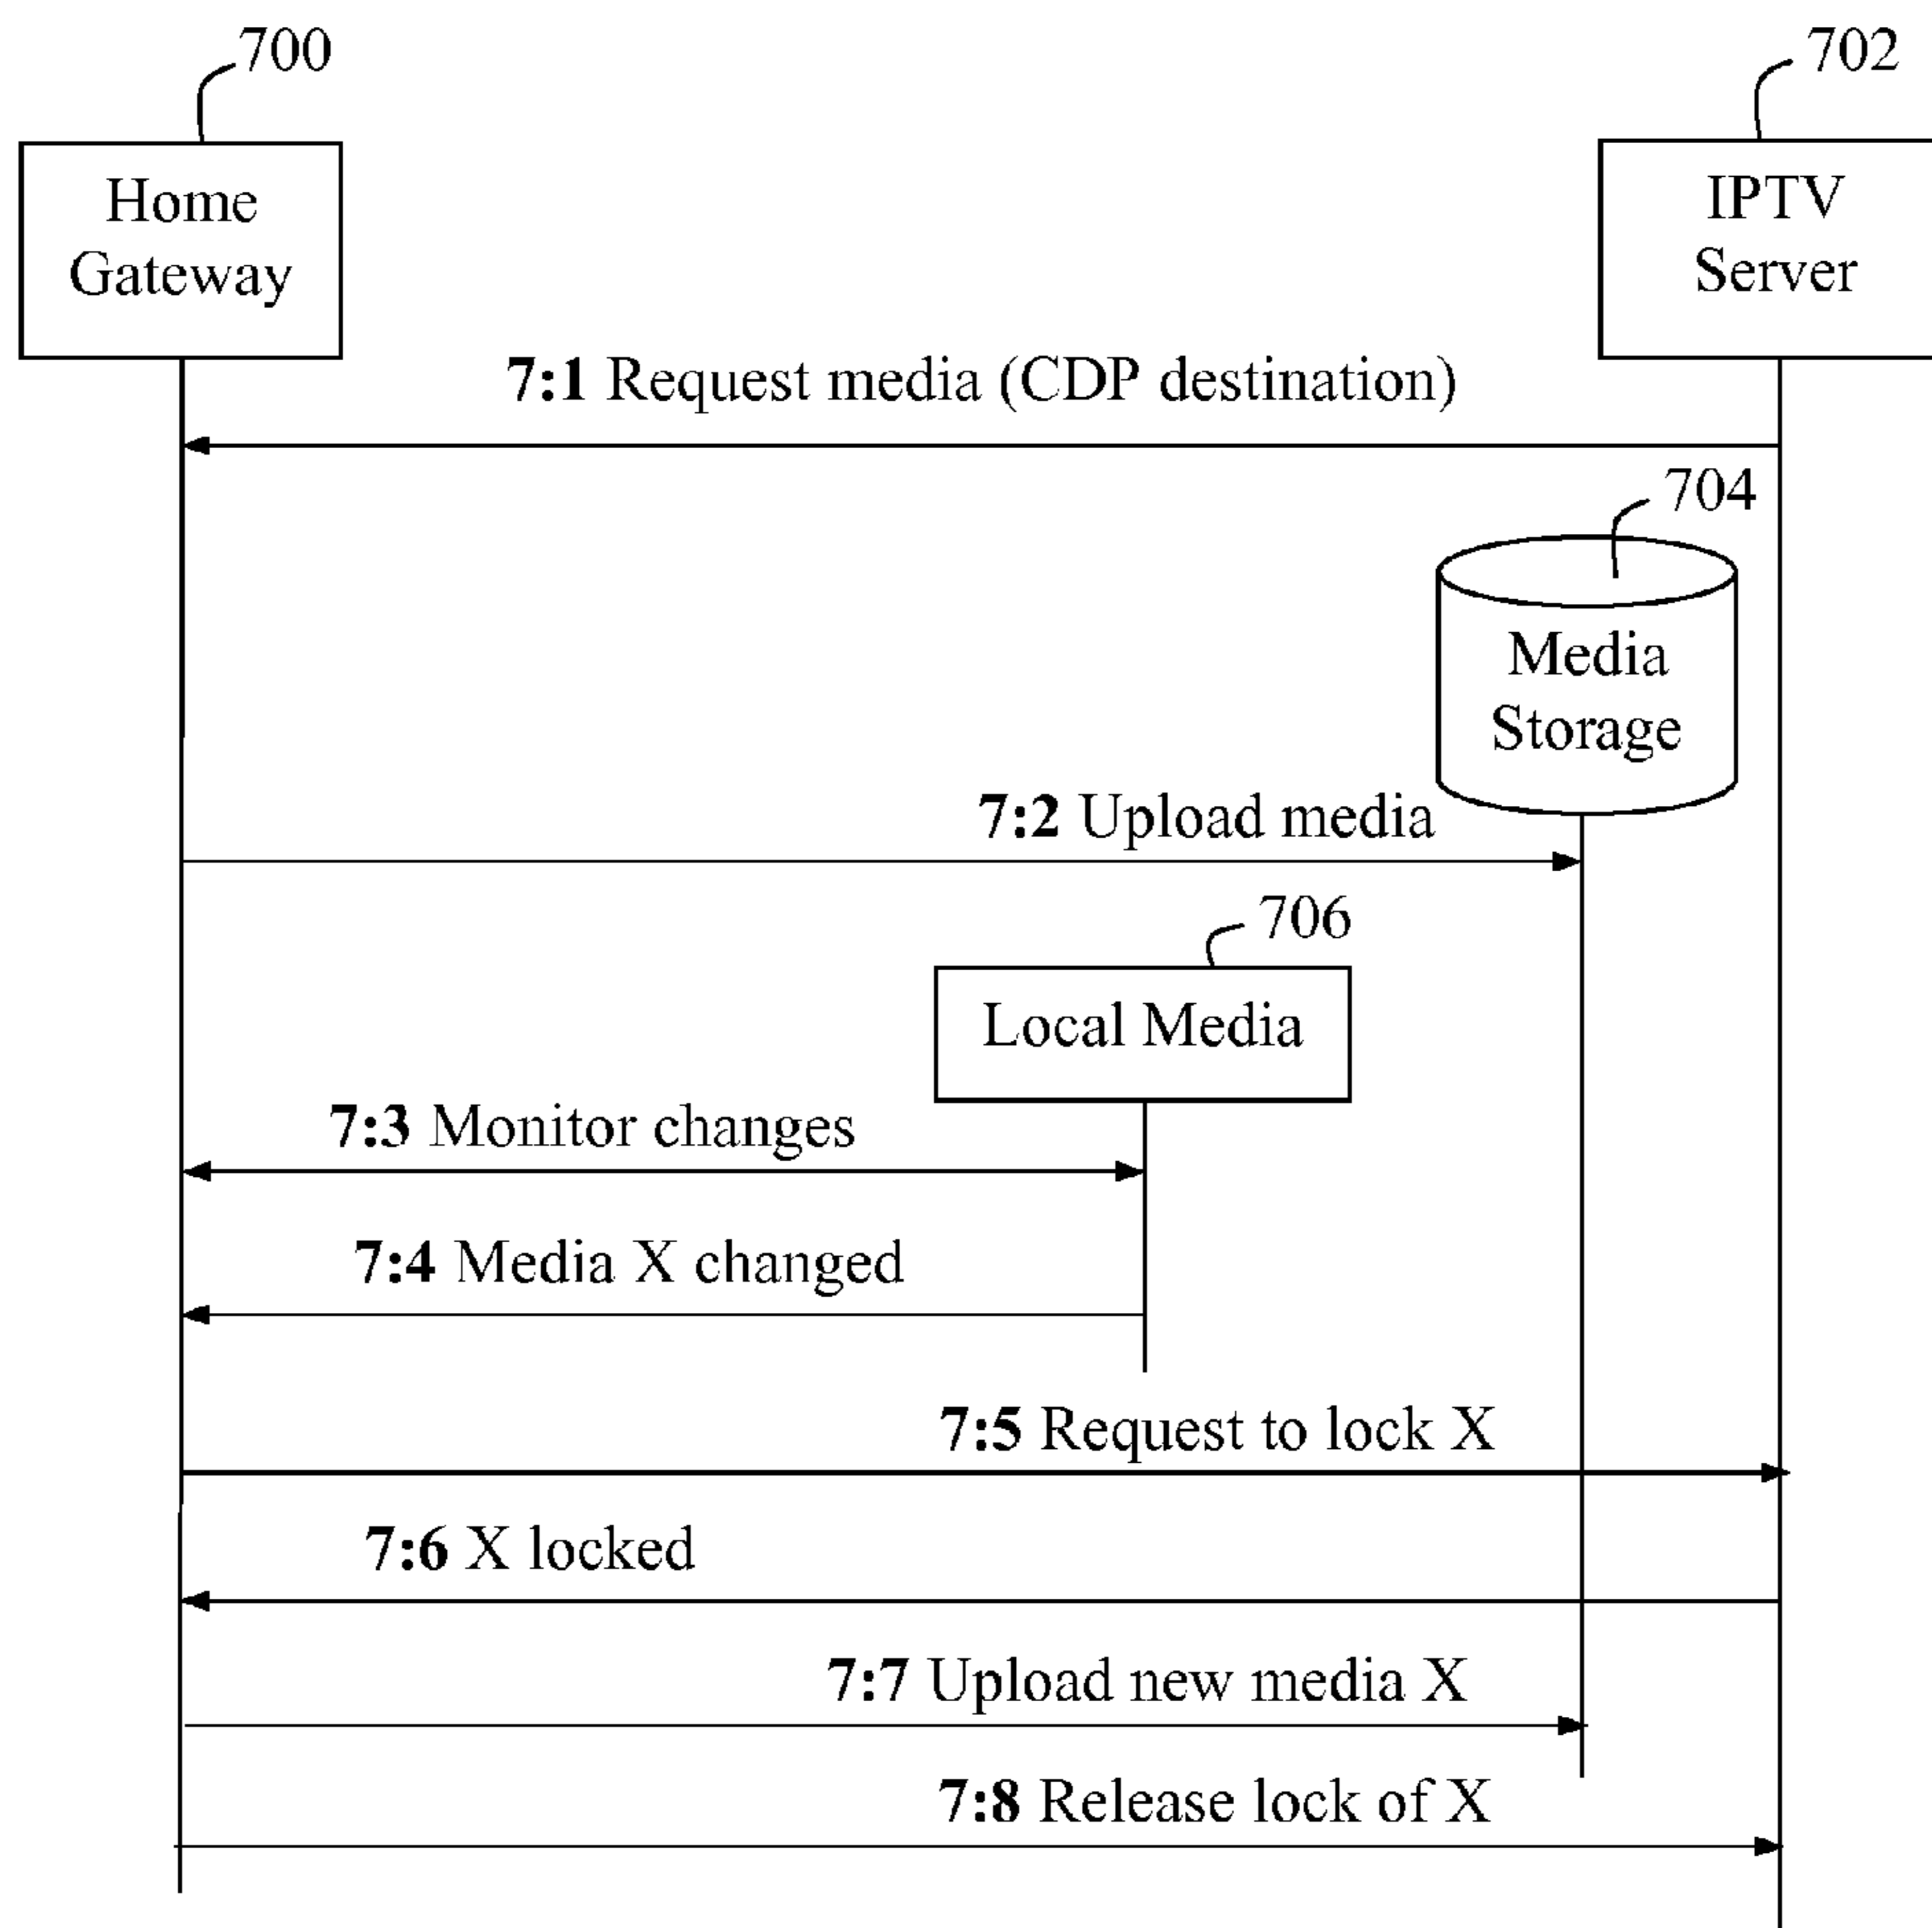 700
702
Home
Gateway
IPTV
Server
7:1 Request media (CDP destination)
704
Media
Storage
7:2 Upload media
706
Local Media
7:3 Monitor changes
7:4 Media X changed
7:5 Request to lock X
7:6 X locked
7:7 Upload new media X
7:8 Release lock of X